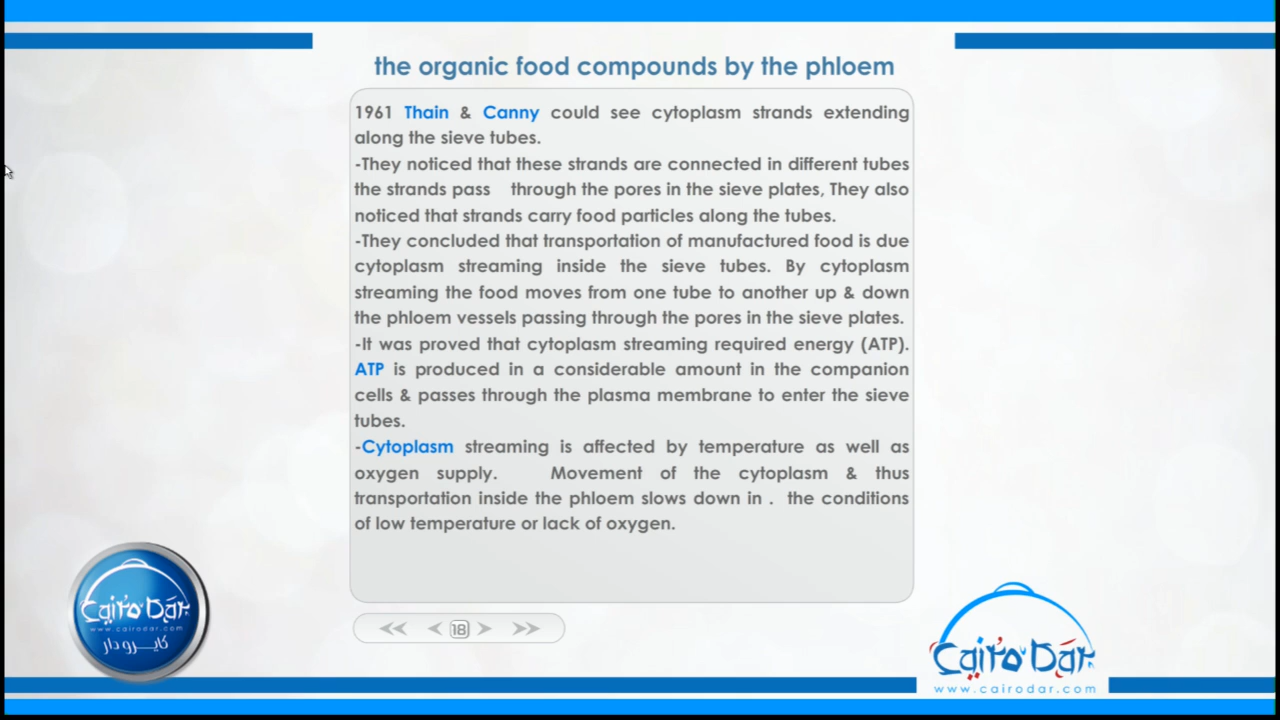 the organic food compounds by the phloem
1961 Thain & Canny could see cytoplasm strands extending
along the sieve tubes.
-They noticed that these strands are connected in different tubes
the strands pass through the pores in the sieve plates, They also
noticed that strands carry food particles along the tubes.
-They concluded that transportation of manufactured food is due
cytoplasm streaming inside the sieve tubes. By cytoplasm
streaming the food moves from one tube to another up & down
the phloem vessels passing through the pores in the sieve plates.
-It was proved that cytoplasm streaming required energy (ATP).
ATP is produced in a considerable amount in the companion
cells & passes through the plasma membrane to enter the sieve
tubes.
-Cytoplasm streaming is affected by temperature as well as
oxygen supply. Movement of the cytoplasm & thus
transportation inside the phloem slows down in . the conditions
of low temperature or lack of oxygen.
18
Cairo Dar
www.cairodar.com
كايرو دار
Cairo Dar
www.cairodar.com